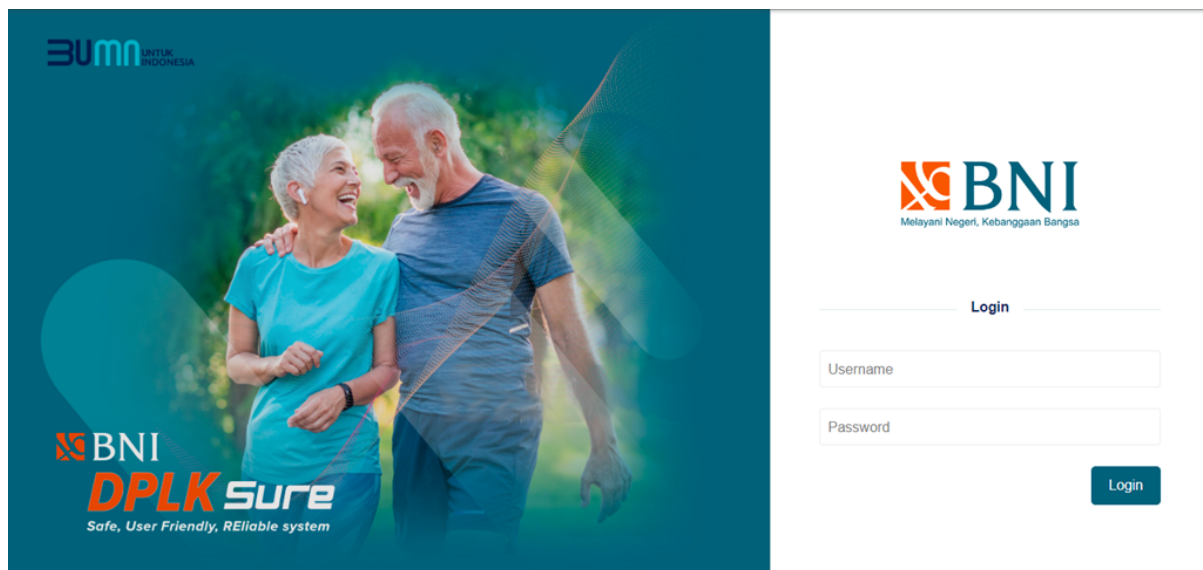 BUMN UNTUK
INDONESIA
BNI
DPLK Sure
Safe, User Friendly, REliable system
BNI
Melayani Negeri, Kebanggaan Bangsa
Login
Username
Password
Login